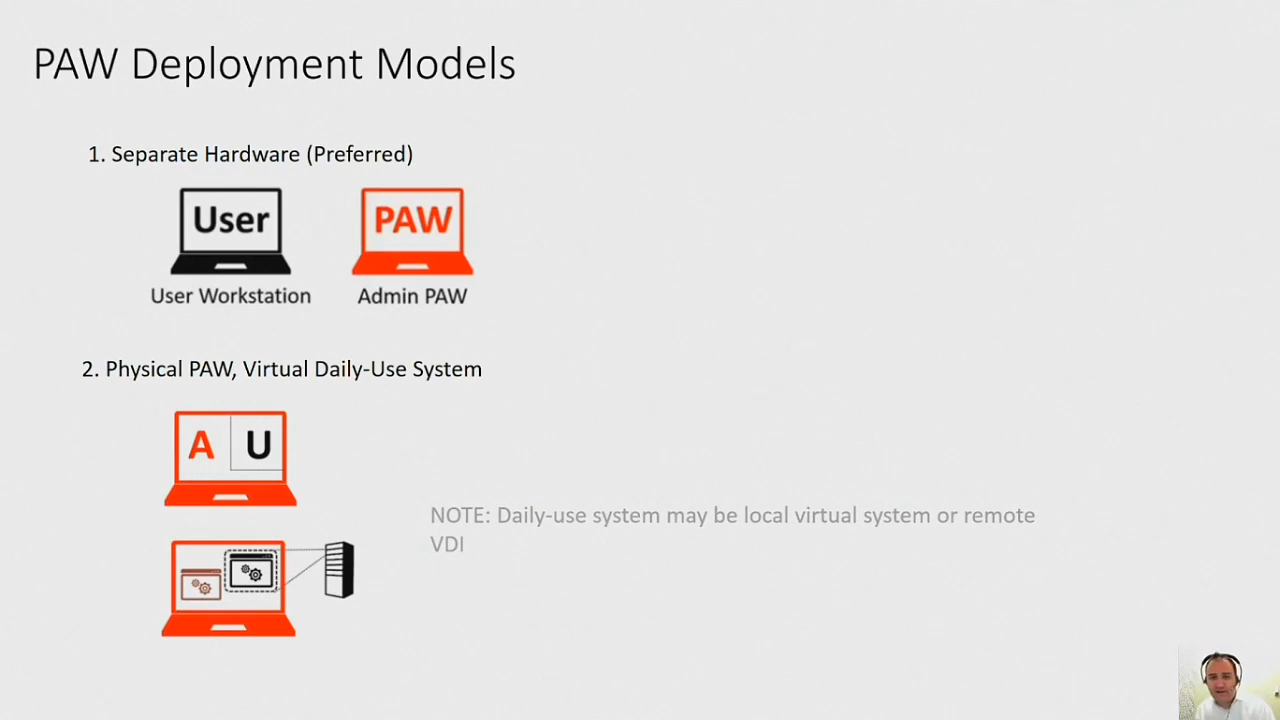 PAW Deployment Models
1. Separate Hardware (Preferred)
User
PAW
User Workstation
Admin PAW
2. Physical PAW, Virtual Daily-Use System
A
U
NOTE: Daily-use system may be local virtual system or remote
VDI